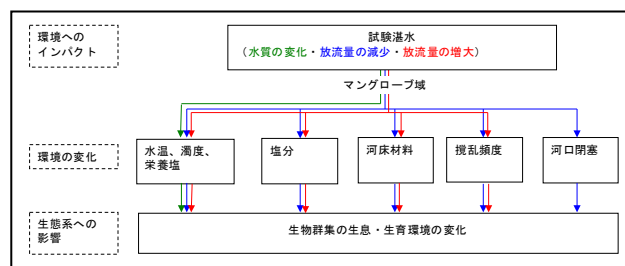 環境への
インパクト
試験湛水
（水質の変化・放流量の減少・放流量の増大）
マングローブ域
環境の変化
水温、濁度、
栄養塩
塩分
河床材料
撹乱頻度
河口閉塞
生態系への
影響
生物群集の生息・生育環境の変化